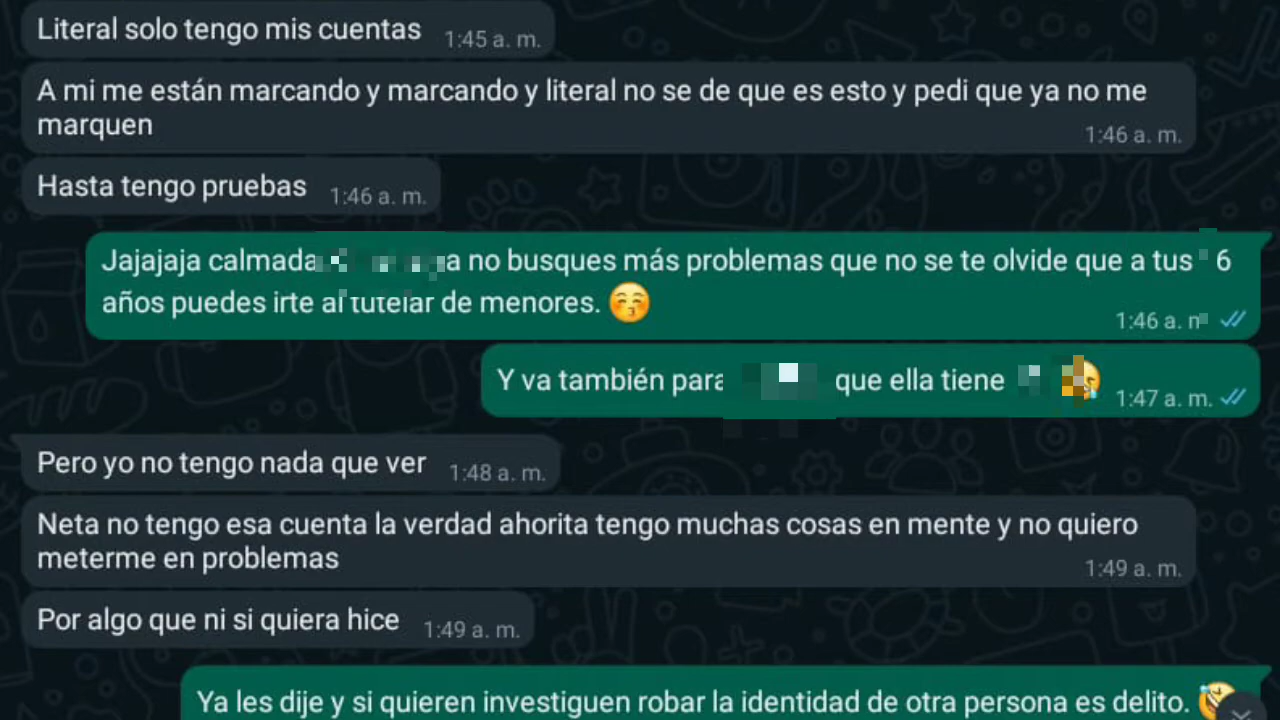 Literal solo tengo mis cuentas 1:45 a. m.
A mi me están marcando y marcando y literal no se de que es esto y pedi que ya no me
marquen 1:46 a. m.
Hasta tengo pruebas 1:46 a. m.
Jajajaja calmada no busques más problemas que no se te olvide que a tus 6
años puedes irte al tutelar de menores. 😚
1:46 a. m
Y va también para que ella tiene
1:47 a. m.
Pero yo no tengo nada que ver 1:48 a. m.
Neta no tengo esa cuenta la verdad ahorita tengo muchas cosas en mente y no quiero
meterme en problemas 1:49 a. m.
Por algo que ni si quiera hice 1:49 a. m.
Ya les dije y si quieren investiguen robar la identidad de otra persona es delito. 🤣